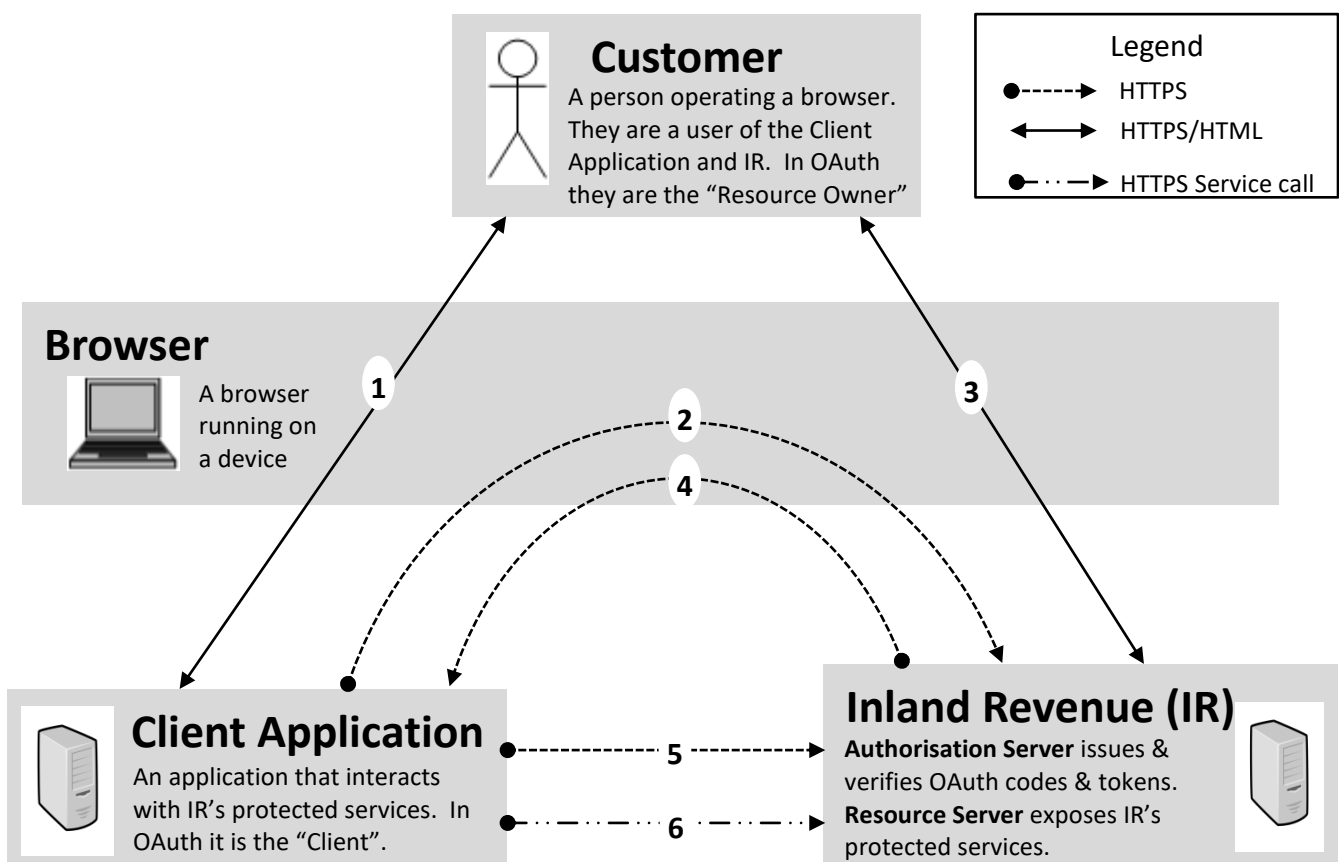 Customer
A person operating a browser.
They are a user of the Client
Application and IR.  In OAuth
they are the “Resource Owner”
Legend
HTTPS
HTTPS/HTML
HTTPS Service call
Browser
A browser
running on
a device
1
2
3
4
Client Application
An application that interacts
with IR’s protected services.  In
OAuth it is the “Client”.
5
6
Inland Revenue (IR)
Authorisation Server issues &
verifies OAuth codes & tokens.
Resource Server exposes IR’s
protected services.